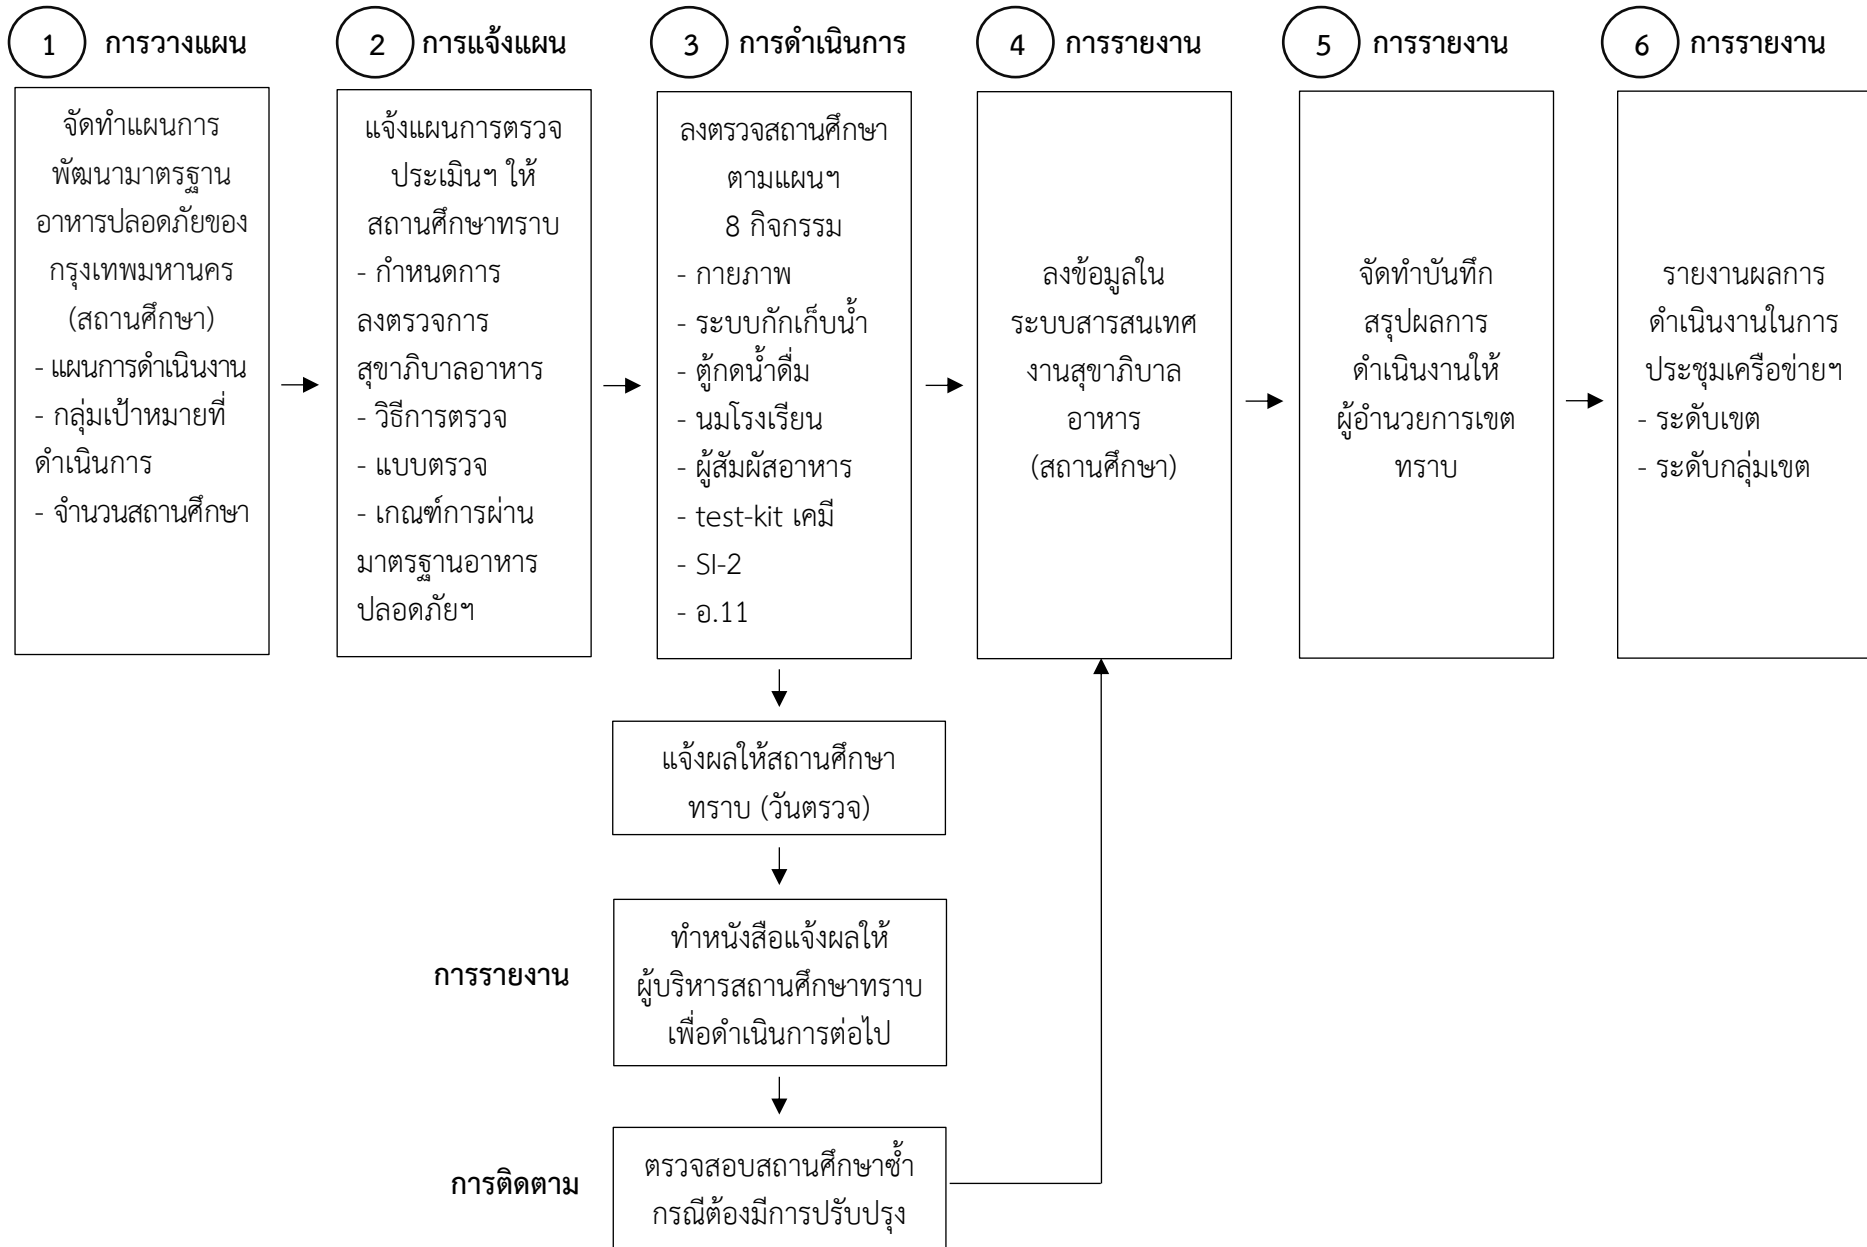 1 การวางแผน
จัดทำแผนการ
พัฒนามาตรฐาน
อาหารปลอดภัยของ
กรุงเทพมหานคร
(สถานศึกษา)
- แผนการดำเนินงาน
- กลุ่มเป้าหมายที่
ดำเนินการ
- จำนวนสถานศึกษา
2 การแจ้งแผน
แจ้งแผนการตรวจ
ประเมินฯ ให้
สถานศึกษาทราบ
- กำหนดการ
ลงตรวจการ
สุขาภิบาลอาหาร
- วิธีการตรวจ
- แบบตรวจ
- เกณฑ์การผ่าน
มาตรฐานอาหาร
ปลอดภัยฯ
3 การดำเนินการ
ลงตรวจสถานศึกษา
ตามแผนฯ
8 กิจกรรม
- กายภาพ
- ระบบกักเก็บน้ำ
- ตู้กดน้ำดื่ม
- นมโรงเรียน
- ผู้สัมผัสอาหาร
- test-kit เคมี
- SI-2
- อ.11
แจ้งผลให้สถานศึกษา
ทราบ (วันตรวจ)
การรายงาน
ทำหนังสือแจ้งผลให้
ผู้บริหารสถานศึกษาทราบ
เพื่อดำเนินการต่อไป
การติดตาม
ตรวจสอบสถานศึกษาซ้ำ
กรณีต้องมีการปรับปรุง
4 การรายงาน
ลงข้อมูลใน
ระบบสารสนเทศ
งานสุขาภิบาล
อาหาร
(สถานศึกษา)
5 การรายงาน
จัดทำบันทึก
สรุปผลการ
ดำเนินงานให้
ผู้อำนวยการเขต
ทราบ
6 การรายงาน
รายงานผลการ
ดำเนินงานในการ
ประชุมเครือข่ายฯ
- ระดับเขต
- ระดับกลุ่มเขต